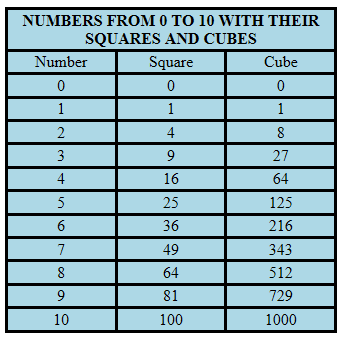 NUMBERS FROM 0 TO 10 WITH THEIR
SQUARES AND CUBES
Number Square Cube
0 0 0
1 1 1
2 4 8
3 9 27
4 16 64
5 25 125
6 36 216
7 49 343
8 64 512
9 81 729
10 100 1000